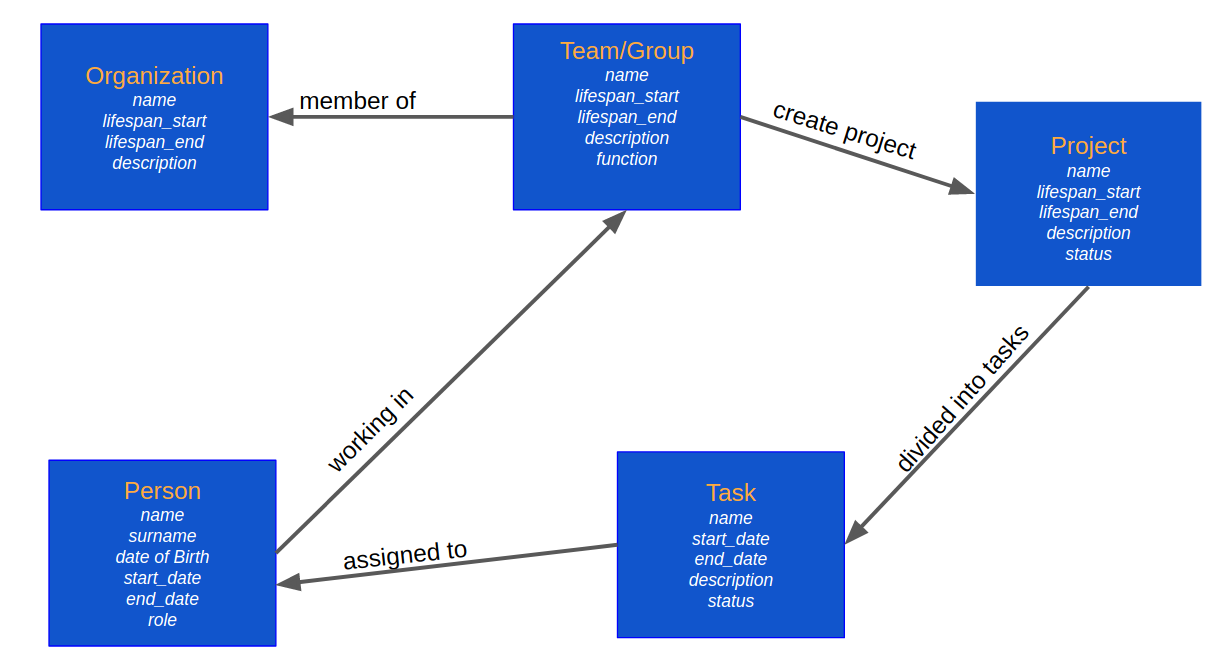 Organization
name
lifespan_start
lifespan_end
description
member of
Team/Group
name
lifespan_start
lifespan_end
description
function
create project
Project
name
lifespan_start
lifespan_end
description
status
divided into tasks
working in
Person
name
surname
date of Birth
start_date
end_date
role
assigned to
Task
name
start_date
end_date
description
status